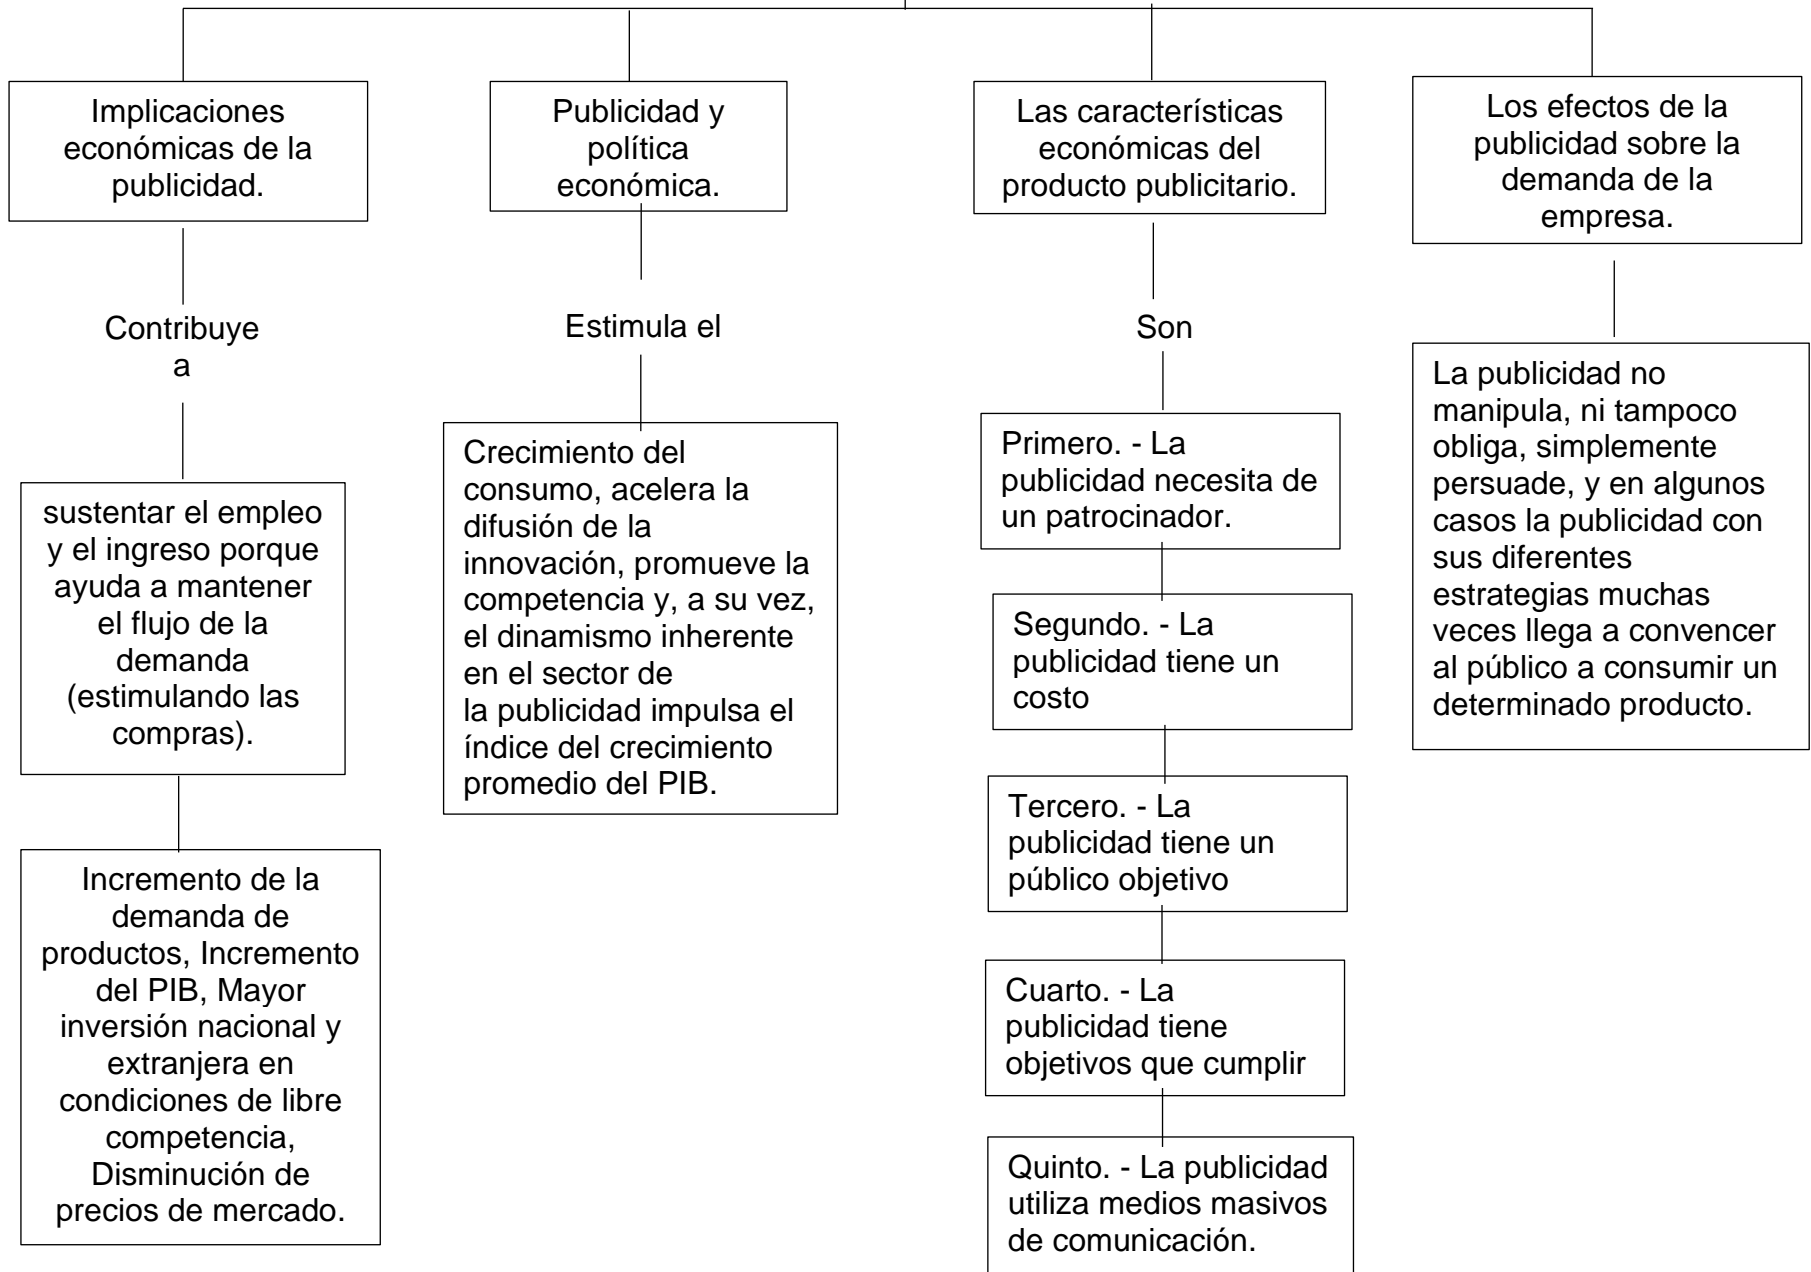 Implicaciones
económicas de la
publicidad.
Contribuye
a
sustentar el empleo
y el ingreso porque
ayuda a mantener
el flujo de la
demanda
(estimulando las
compras).
Incremento de la
demanda de
productos, Incremento
del PIB, Mayor
inversión nacional y
extranjera en
condiciones de libre
competencia,
Disminución de
precios de mercado.
Publicidad y
política
económica.
Estimula el
Crecimiento del
consumo, acelera la
difusión de la
innovación, promueve la
competencia y, a su vez,
el dinamismo inherente
en el sector de
la publicidad impulsa el
índice del crecimiento
promedio del PIB.
Las características
económicas del
producto publicitario.
Son
Primero. - La
publicidad necesita de
un patrocinador.
Segundo. - La
publicidad tiene un
costo
Tercero. - La
publicidad tiene un
público objetivo
Cuarto. - La
publicidad tiene
objetivos que cumplir
Quinto. - La publicidad
utiliza medios masivos
de comunicación.
Los efectos de la
publicidad sobre la
demanda de la
empresa.
La publicidad no
manipula, ni tampoco
obliga, simplemente
persuade, y en algunos
casos la publicidad con
sus diferentes
estrategias muchas
veces llega a convencer
al público a consumir un
determinado producto.